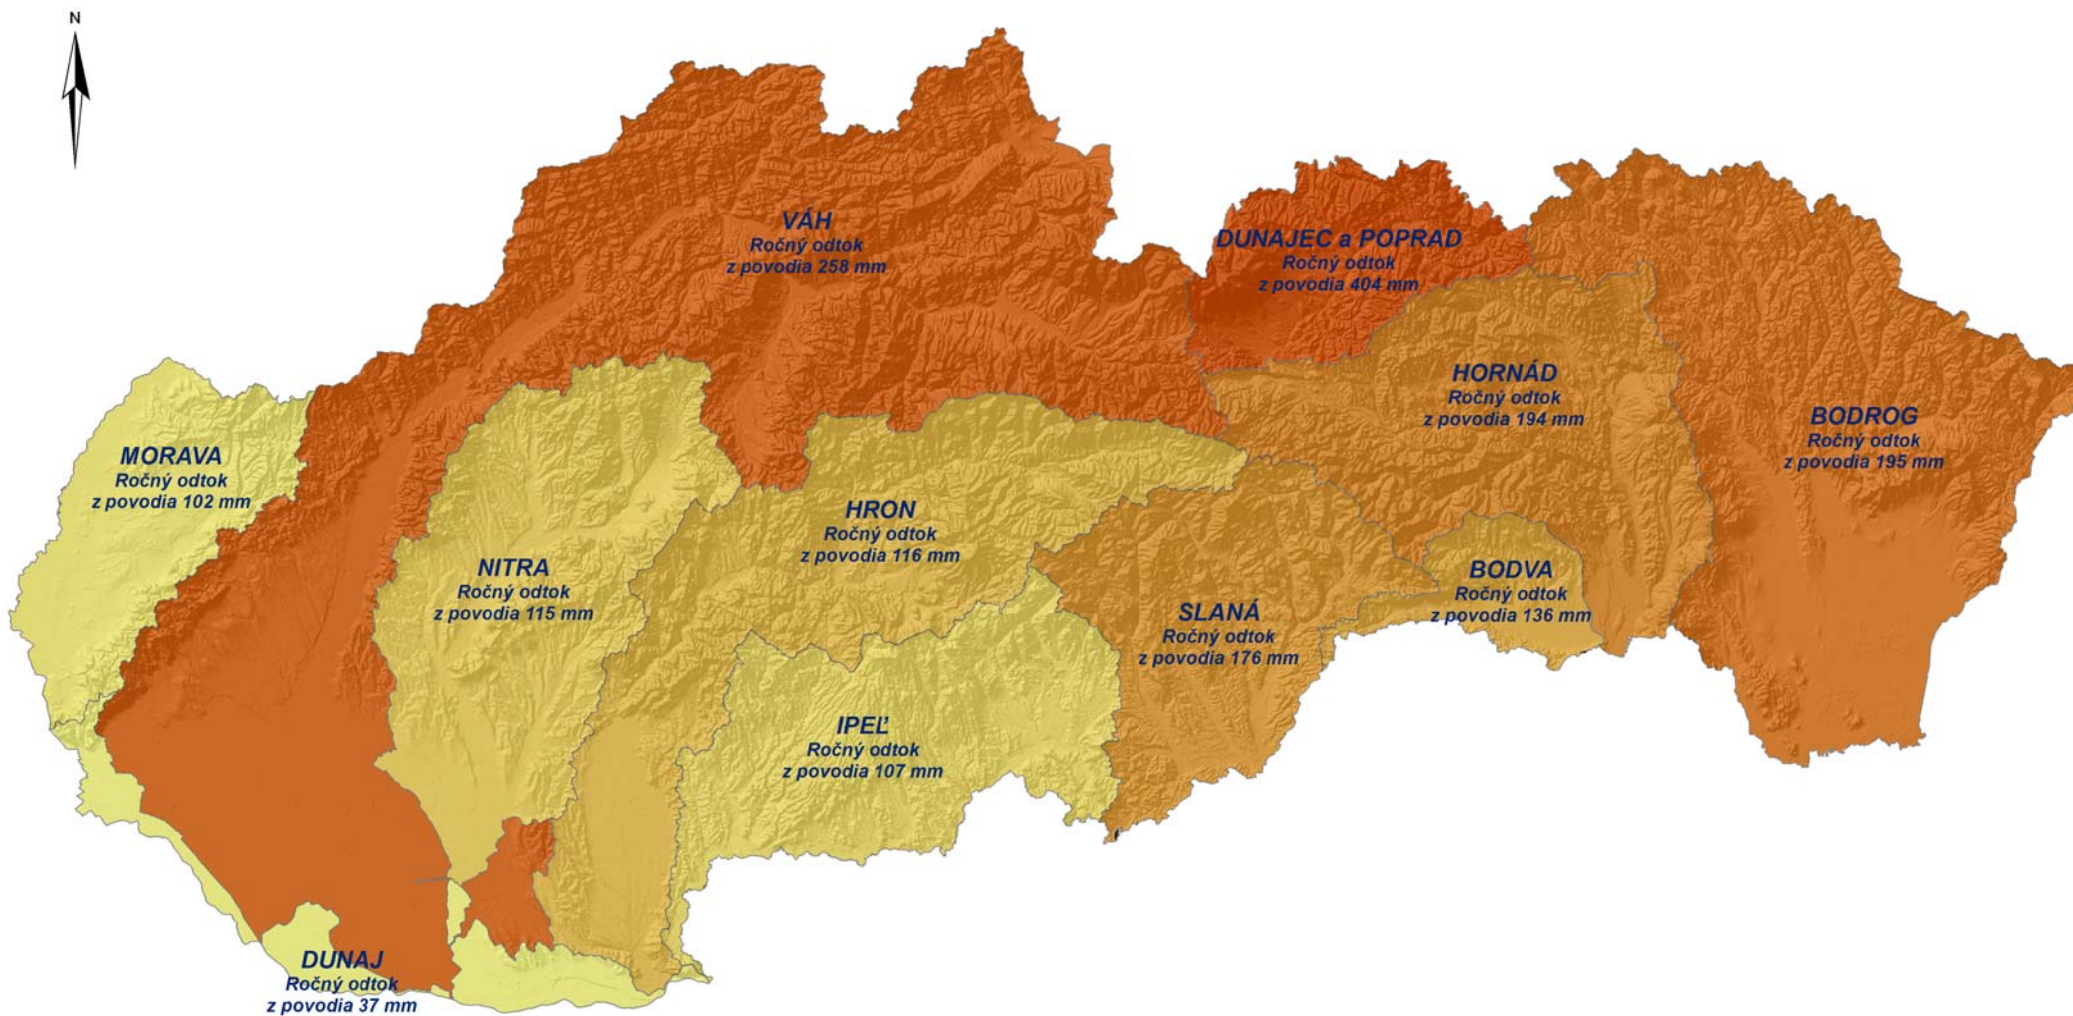 N
VÁH
Ročný odtok
z povodia 258 mm
DUNAJEC a POPRAD
Ročný odtok
z povodia 404 mm
HORNÁD
Ročný odtok
z povodia 194 mm
BODROG
Ročný odtok
z povodia 195 mm
MORAVA
Ročný odtok
z povodia 102 mm
HRON
Ročný odtok
z povodia 116 mm
NITRA
Ročný odtok
z povodia 115 mm
BODVA
Ročný odtok
z povodia 136 mm
SLANÁ
Ročný odtok
z povodia 176 mm
IPEĽ
Ročný odtok
z povodia 107 mm
DUNAJ
Ročný odtok
z povodia 37 mm